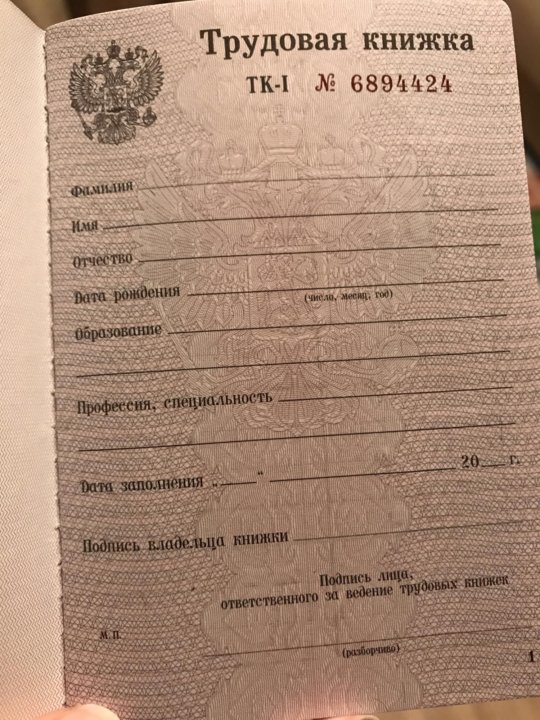 Трудовая книжка
ТК-I № 6894424
Фамилия
Имя
Отчество
Дата рождения
(число, месяц, год)
Образование
Профессия, специальность
Дата заполнения „ “ 20 г.
Подпись владельца книжки
Подпись лица,
ответственного за ведение трудовых книжек
М.П.
(разборчиво)
1